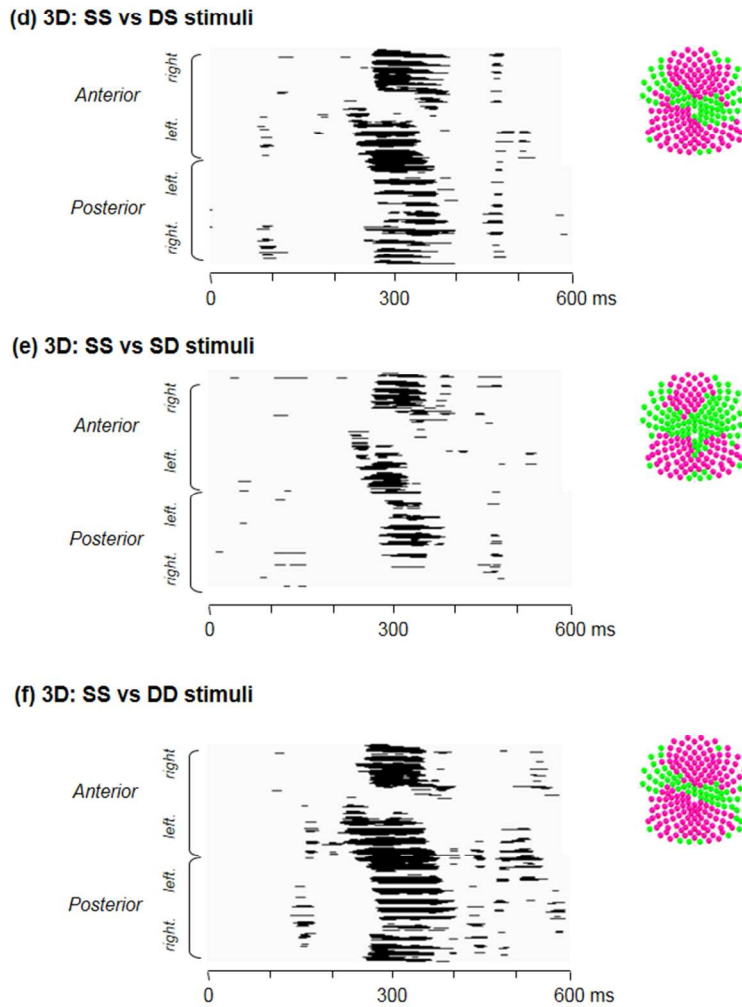 (d) 3D: SS vs DS stimuli
right
Anterior
left.
left.
Posterior
right.
0 300 600 ms
(e) 3D: SS vs SD stimuli
right
Anterior
left.
left.
Posterior
right.
0 300 600 ms
(f) 3D: SS vs DD stimuli
right
Anterior
left.
left.
Posterior
right.
0 300 600 ms